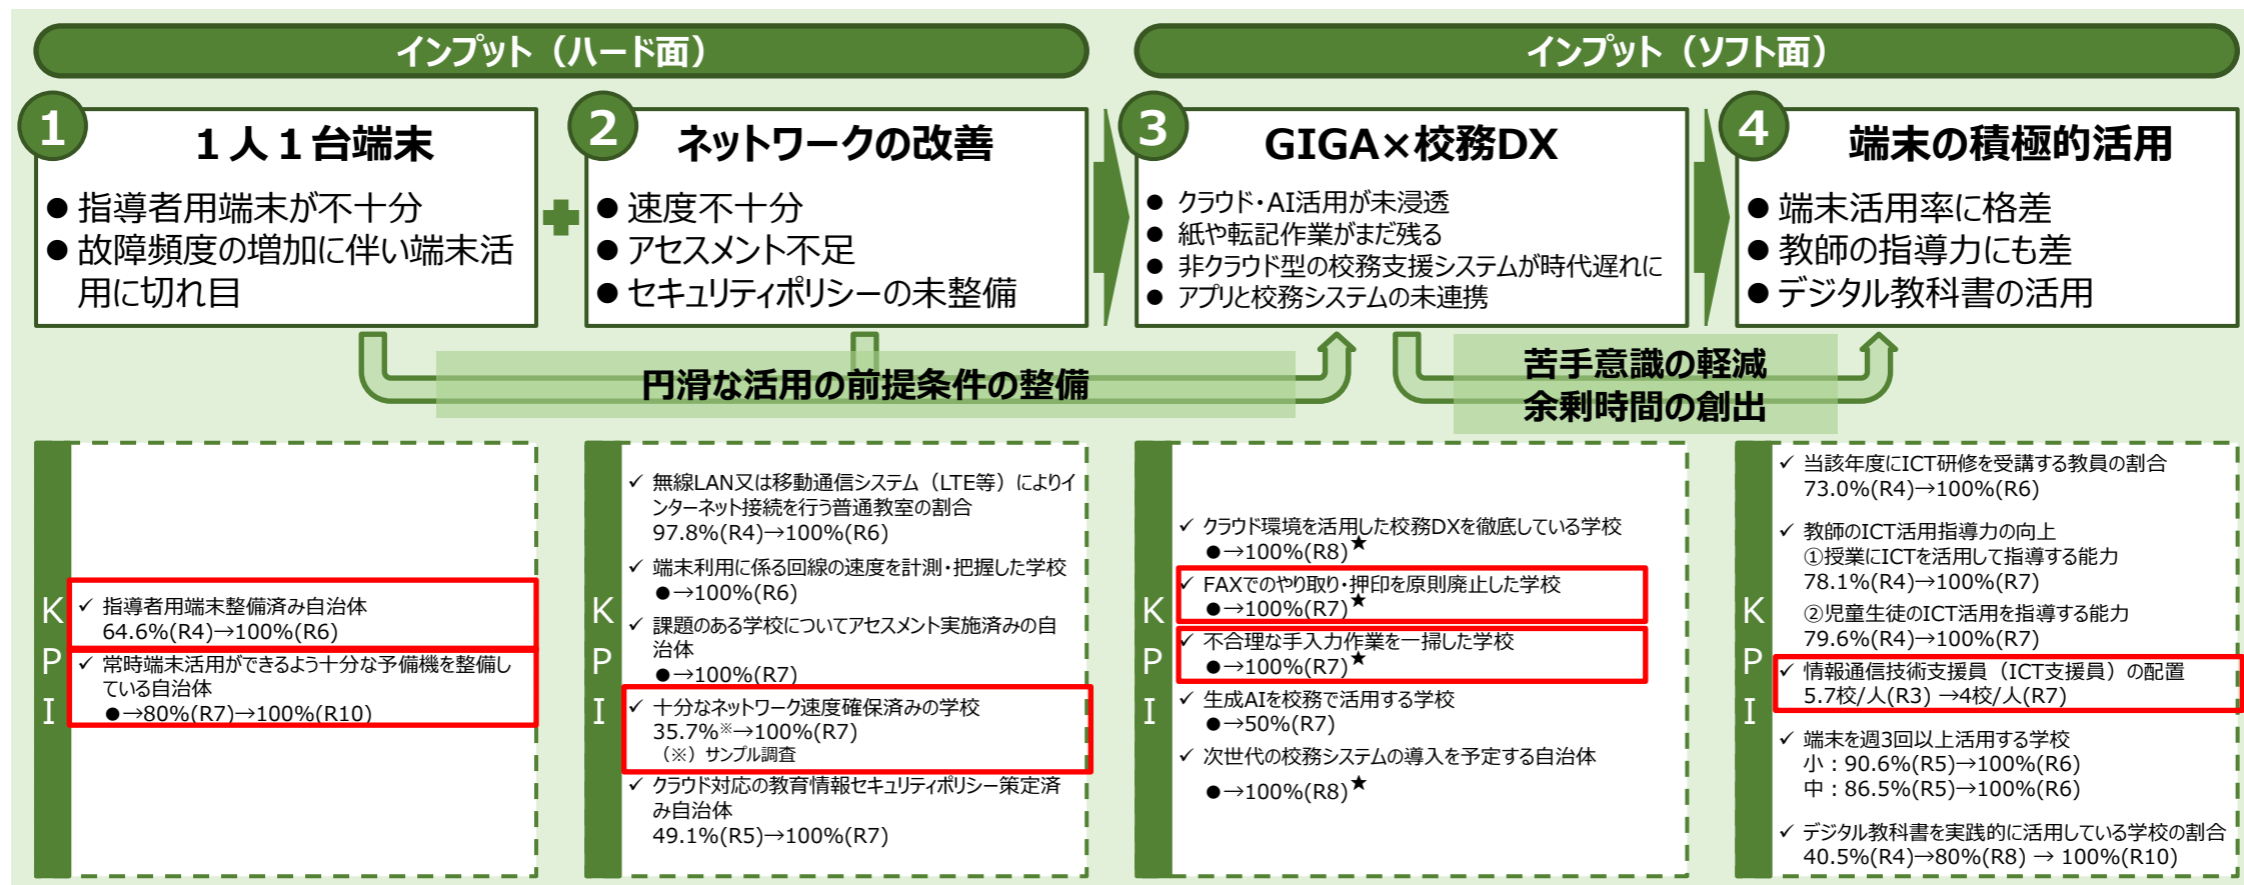 インプット（ハード面）
インプット（ソフト面）
1
１人１台端末
●指導者用端末が不十分
●故障頻度の増加に伴い端末活
用に切れ目
2
ネットワークの改善
●速度不十分
●アセスメント不足
●セキュリティポリシーの未整備
3
GIGA×校務DX
● クラウド・AI活用が未浸透
● 紙や転記作業がまだ残る
● 非クラウド型の校務支援システムが時代遅れに
● アプリと校務システムの未連携
4
端末の積極的活用
●端末活用率に格差
●教師の指導力にも差
●デジタル教科書の活用
円滑な活用の前提条件の整備
苦手意識の軽減
余剰時間の創出
KPI
✓ 指導者用端末整備済み自治体
64.6%(R4)→100%(R6)
✓ 常時端末活用ができるよう十分な予備機を整備し
ている自治体
●→80%(R7)→100%(R10)
KPI
✓ 無線LAN又は移動通信システム（LTE等）によりイ
ンターネット接続を行う普通教室の割合
97.8%(R4)→100%(R6)
✓ 端末利用に係る回線の速度を計測・把握した学校
●→100%(R6)
✓ 課題のある学校についてアセスメント実施済みの自
治体
●→100%(R7)
✓ 十分なネットワーク速度確保済みの学校
35.7%※→100%(R7)
（※）サンプル調査
✓ クラウド対応の教育情報セキュリティポリシー策定済
み自治体
49.1%(R5)→100%(R7)
KPI
✓ クラウド環境を活用した校務DXを徹底している学校
●→100%(R8)★
✓ FAXでのやり取り・押印を原則廃止した学校
●→100%(R7)★
✓ 不合理な手入力作業を一掃した学校
●→100%(R7)★
✓ 生成AIを校務で活用する学校
●→50%(R7)
✓ 次世代の校務システムの導入を予定する自治体
●→100%(R8)★
KPI
✓ 当該年度にICT研修を受講する教員の割合
73.0%(R4)→100%(R6)
✓ 教師のICT活用指導力の向上
①授業にICTを活用して指導する能力
78.1%(R4)→100%(R7)
②児童生徒のICT活用を指導する能力
79.6%(R4)→100%(R7)
✓ 情報通信技術支援員（ICT支援員）の配置
5.7校/人(R3) →4校/人(R7)
✓ 端末を週3回以上活用する学校
小：90.6%(R5)→100%(R6)
中：86.5%(R5)→100%(R6)
✓ デジタル教科書を実践的に活用している学校の割合
40.5%(R4)→80%(R8) → 100%(R10)